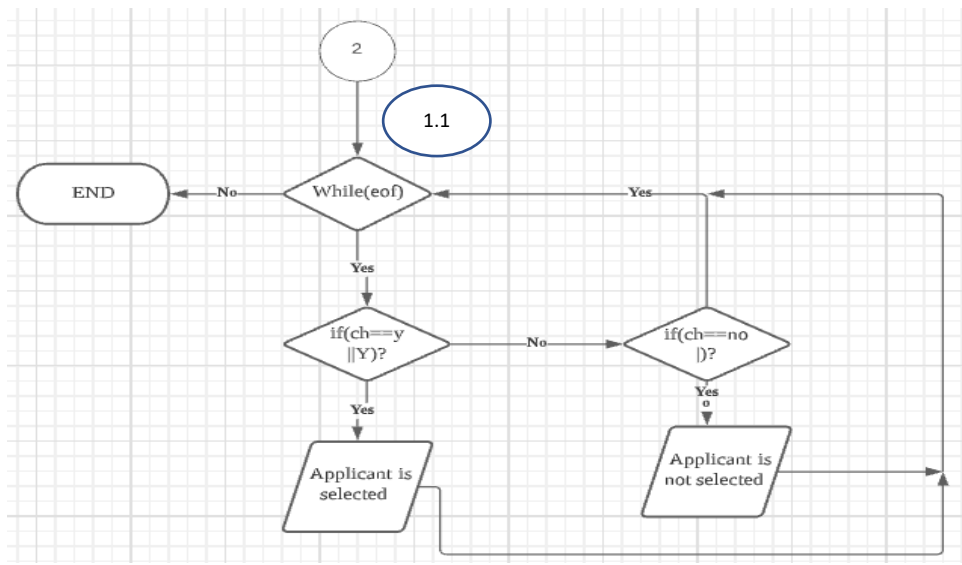 2
1.1
END
No
While(eof)
Yes
Yes
if(ch==y
||Y)?
No
if(ch==no
|)?
Yes
Yes
o
Applicant is
selected
Applicant is
not selected